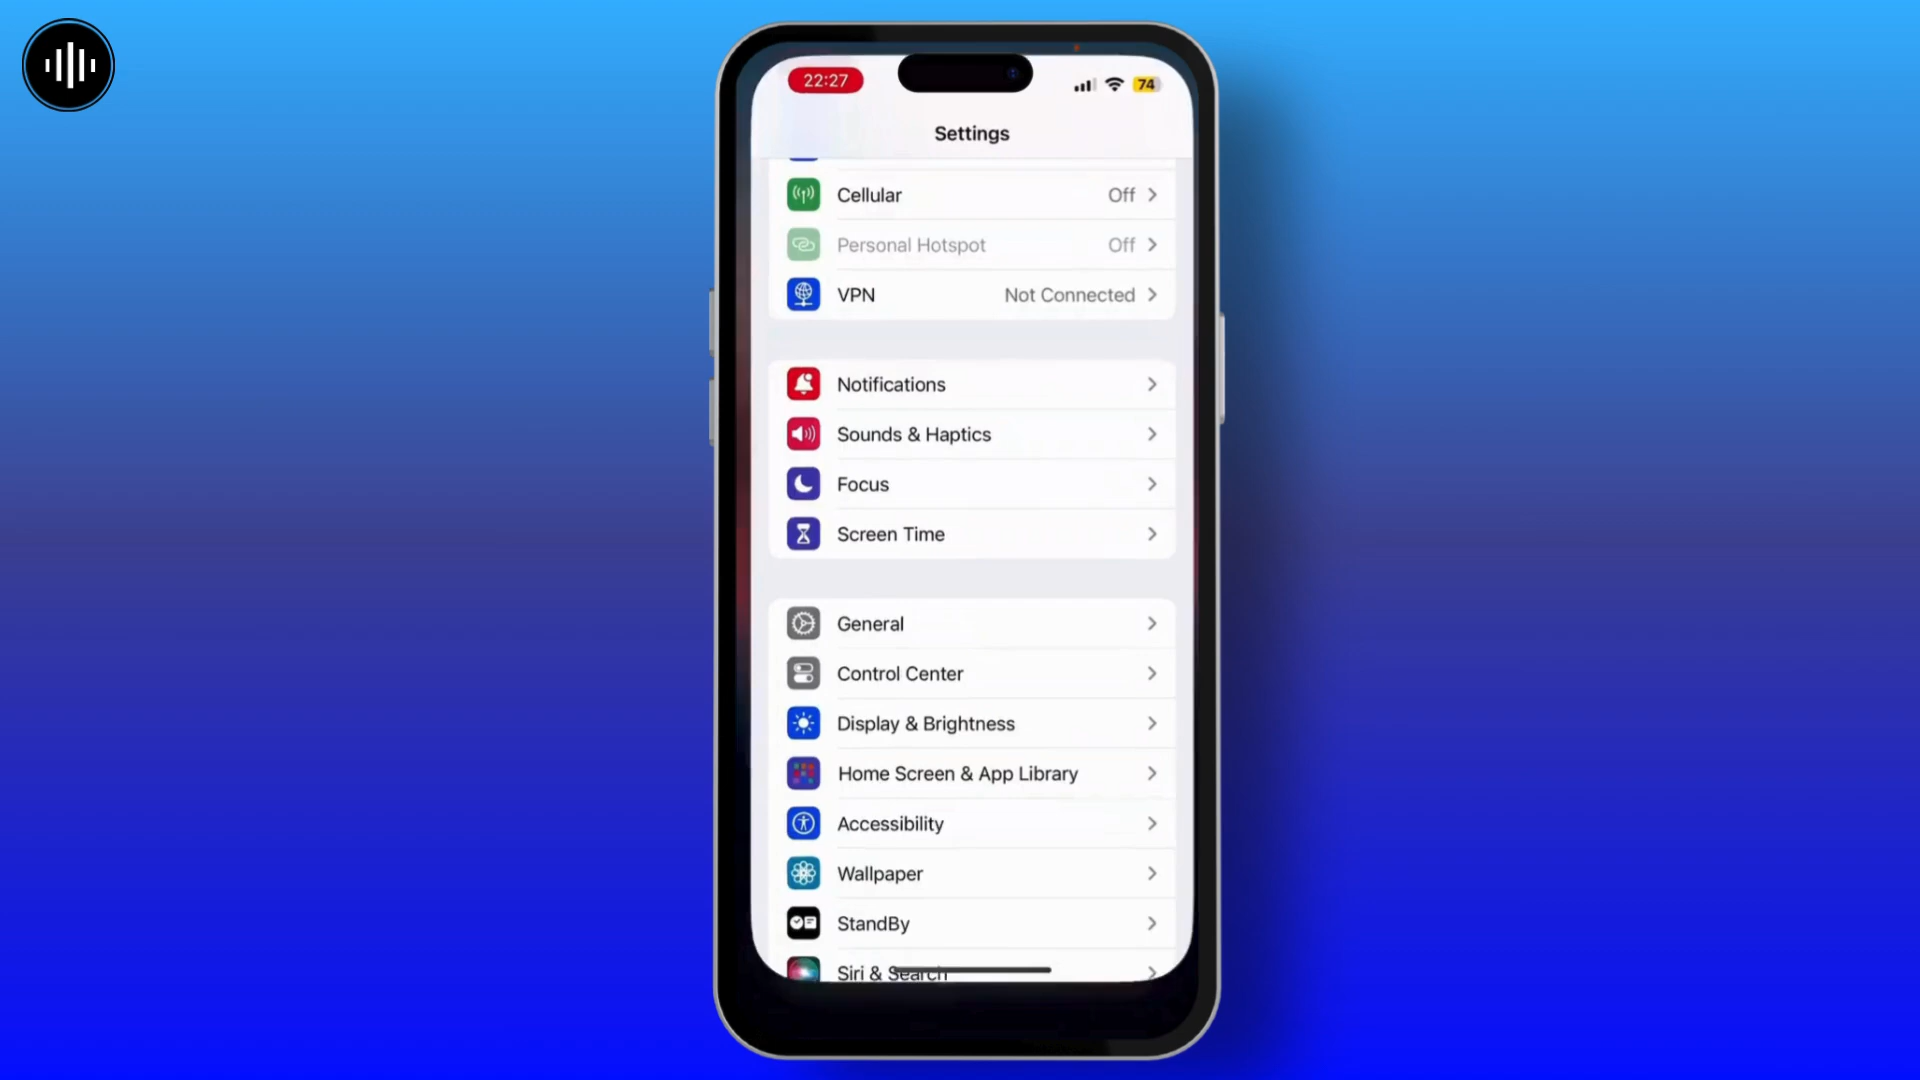 22:27
74
Settings
Cellular Off
Personal Hotspot Off
VPN Not Connected
Notifications
Sounds & Haptics
Focus
Screen Time
General
Control Center
Display & Brightness
Home Screen & App Library
Accessibility
Wallpaper
StandBy
Siri & Search